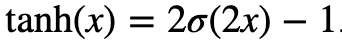 tanh(x) = 2σ(2x) − 1.